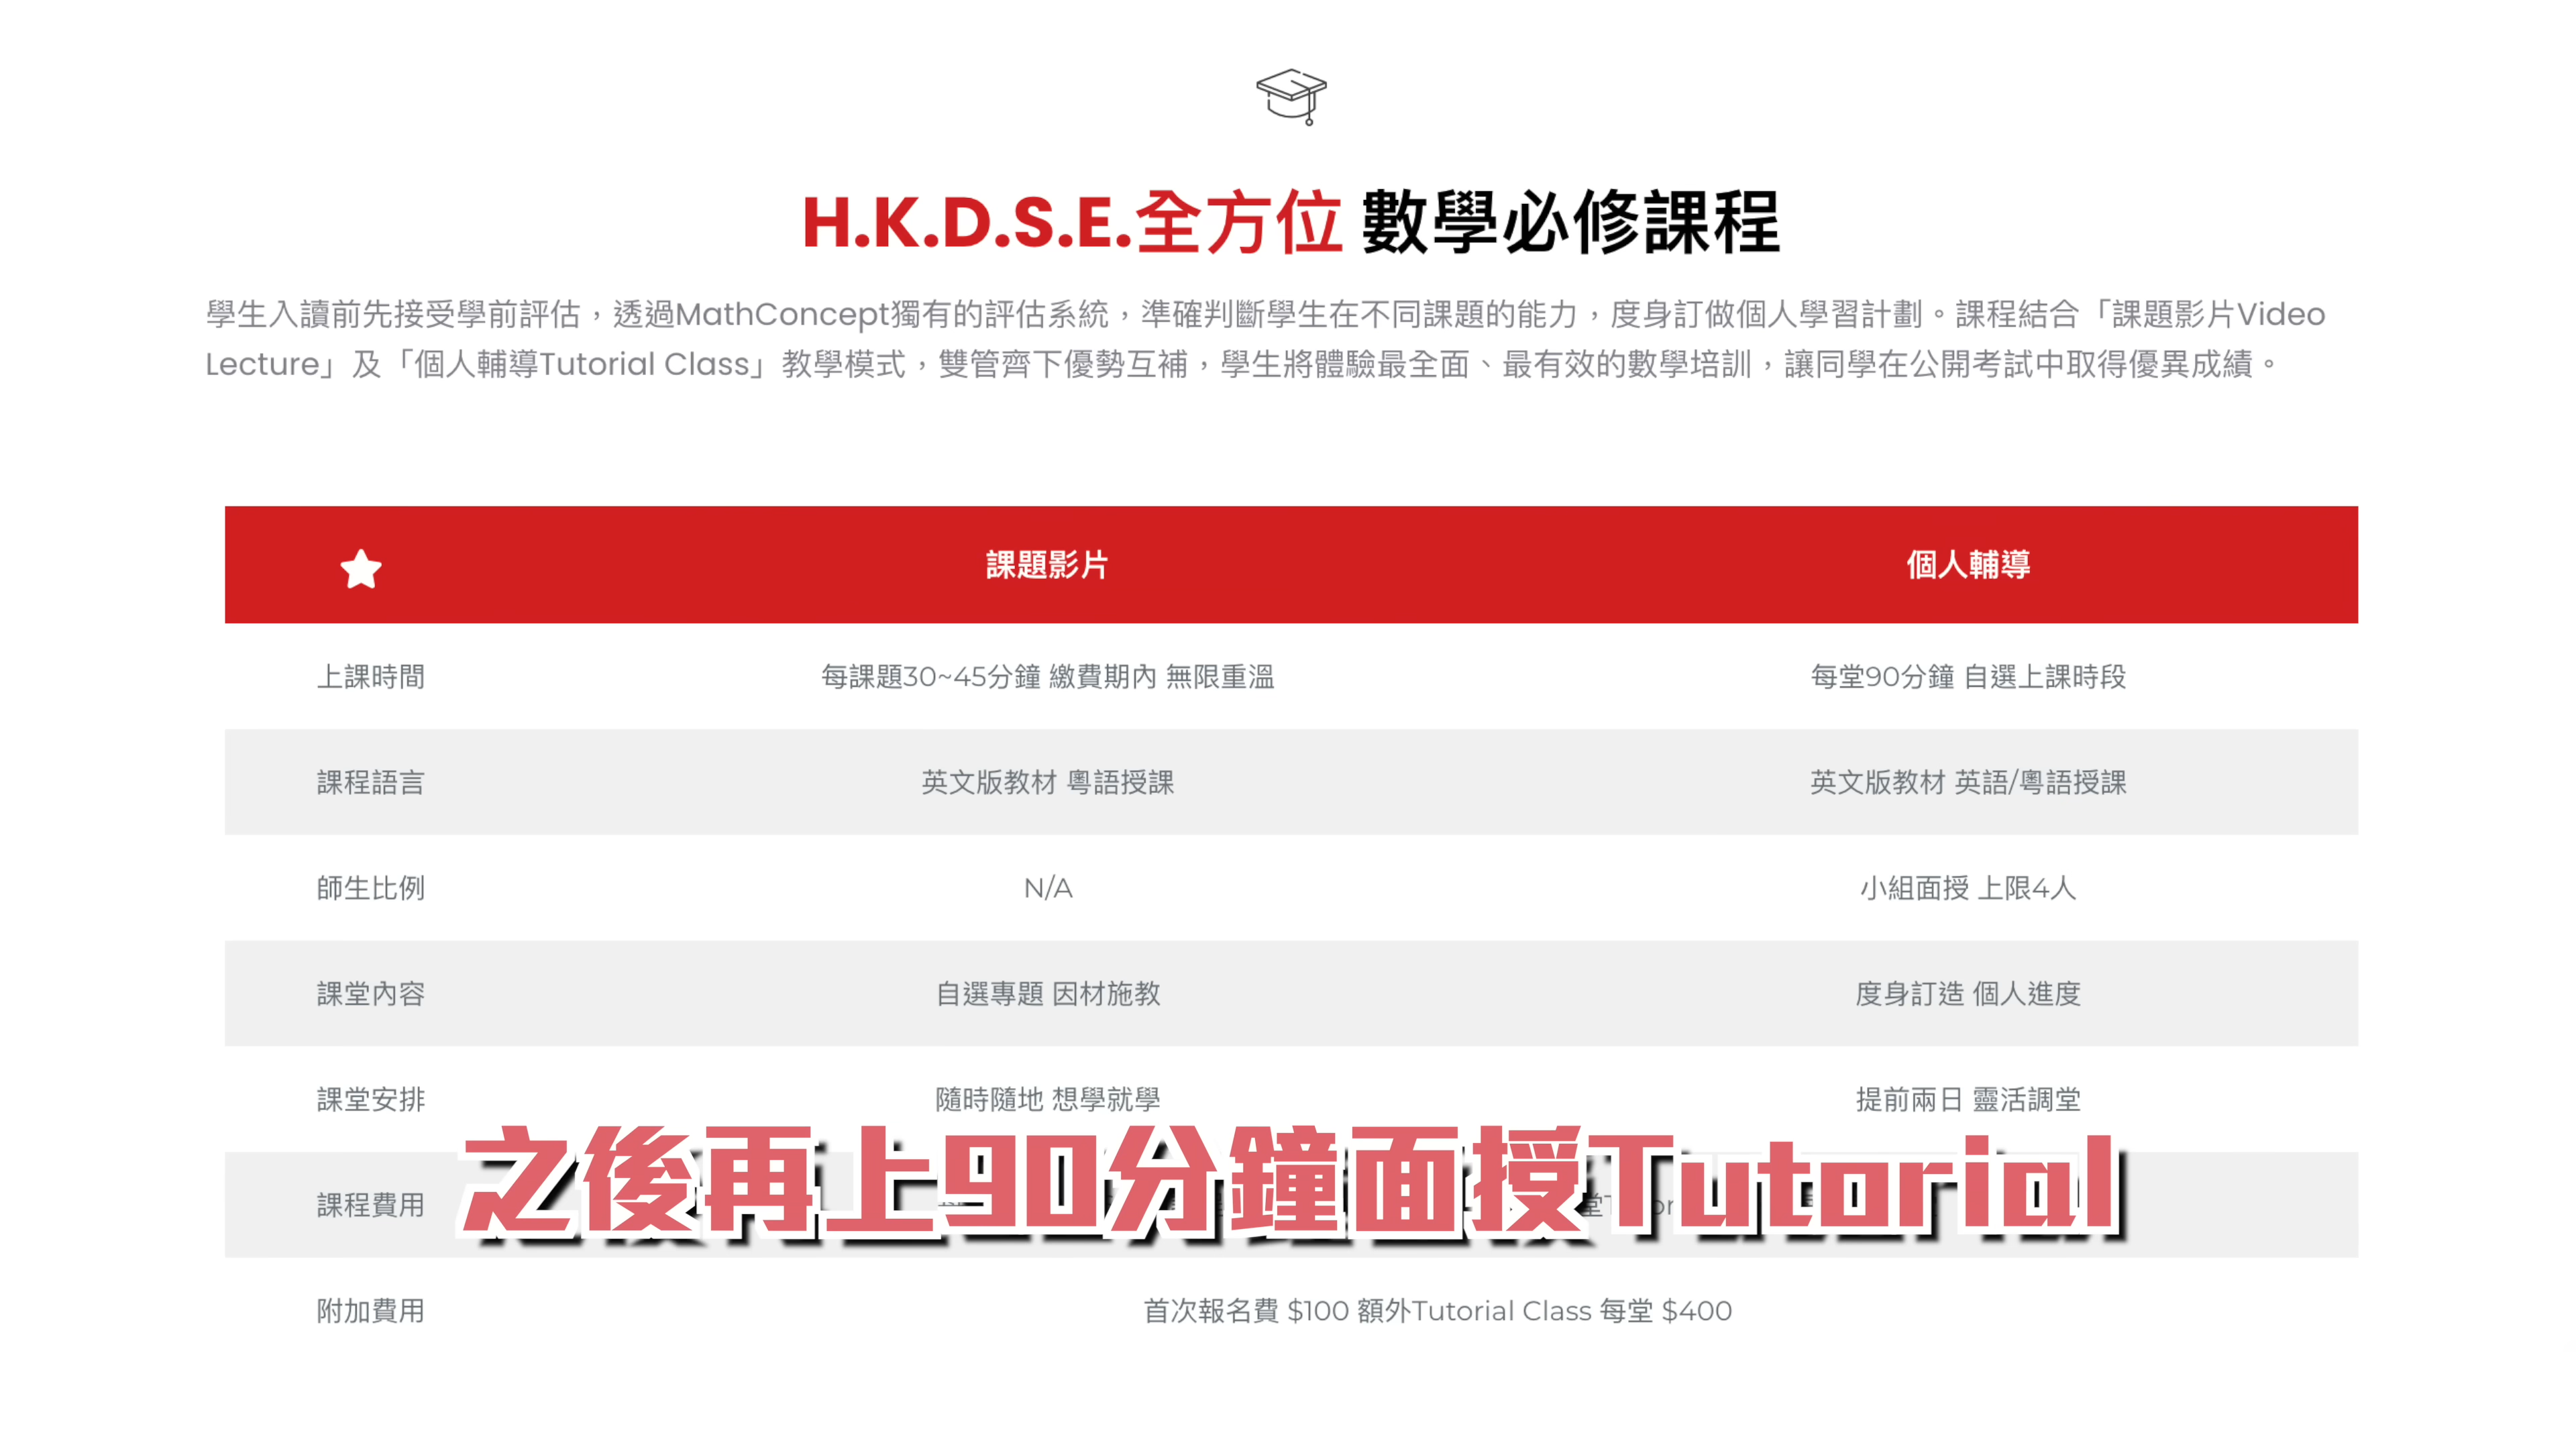 H.K.D.S.E.全方位 數學必修課程
學生入讀前先接受學前評估，透過MathConcept獨有的評估系統，準確判斷學生在不同課題的能力，度身訂做個人學習計劃。課程結合「課題影片Video
Lecture」及「個人輔導Tutorial Class」教學模式，雙管齊下優勢互補，學生將體驗最全面、最有效的數學培訓，讓同學在公開考試中取得優異成績。
課題影片 個人輔導
上課時間 每課題30~45分鐘 繳費期內 無限重溫 每堂90分鐘 自選上課時段
課程語言 英文版教材 粵語授課 英文版教材 英語/粵語授課
師生比例 N/A 小組面授 上限4人
課堂內容 自選專題 因材施教 度身訂造 個人進度
課堂安排 隨時隨地 想學就學 提前兩日 靈活調堂
之後再上90分鐘面授Tutorial
課程費用
附加費用 首次報名費 $100 額外Tutorial Class 每堂 $400